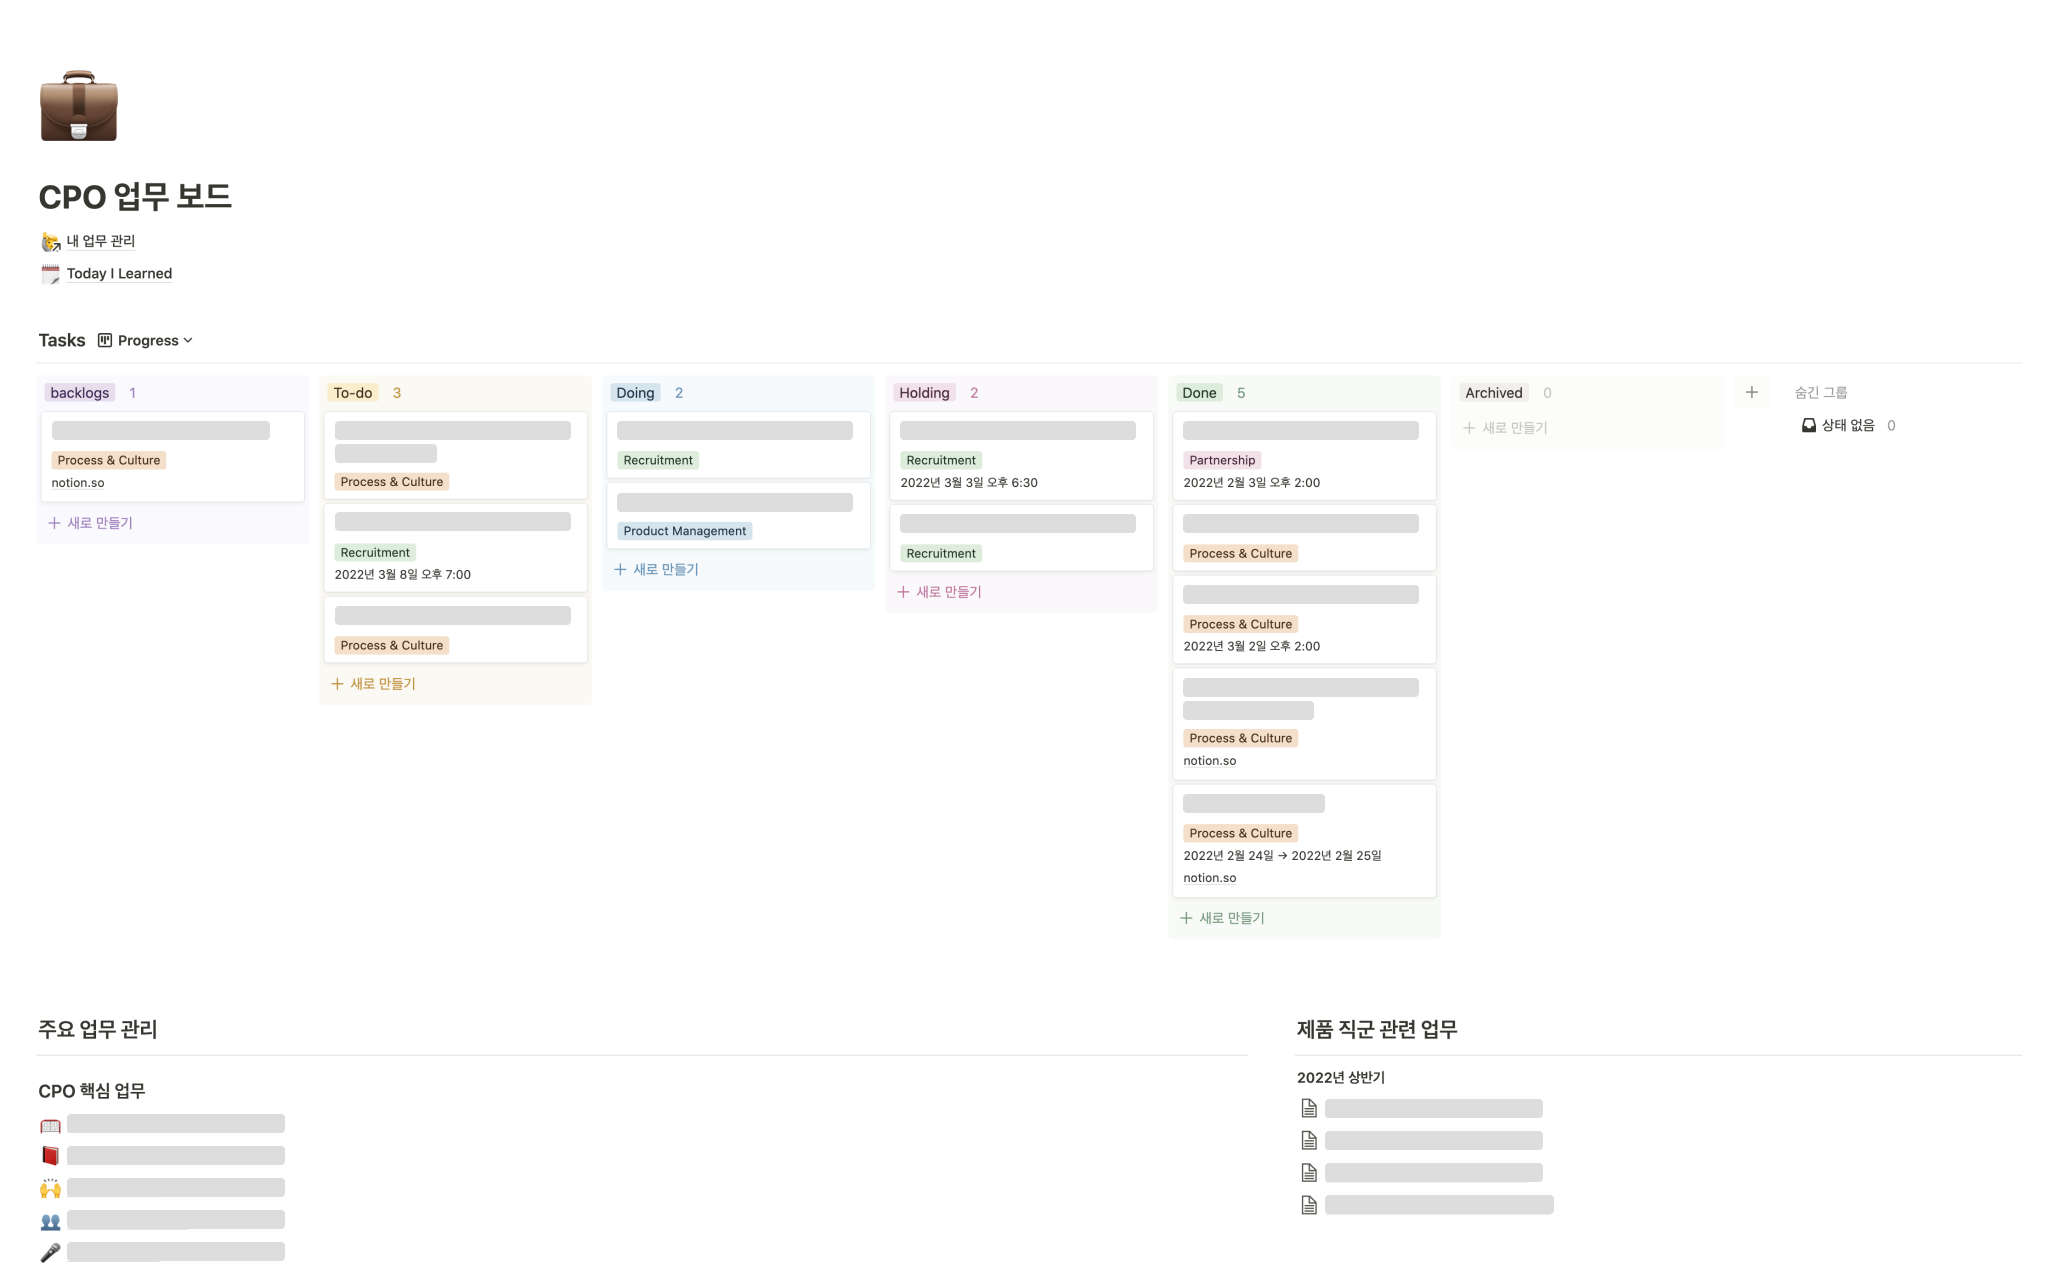 CPO 업무 보드
내 업무 관리
Today I Learned
Tasks Progress
backlogs 1
Process & Culture
notion.so
새로 만들기
To-do 3
Process & Culture
Recruitment
2022년 3월 8일 오후 7:00
Process & Culture
새로 만들기
Doing 2
Recruitment
Product Management
새로 만들기
Holding 2
Recruitment
2022년 3월 3일 오후 6:30
Recruitment
새로 만들기
Done 5
Partnership
2022년 2월 3일 오후 2:00
Process & Culture
Process & Culture
2022년 3월 2일 오후 2:00
Process & Culture
notion.so
Process & Culture
2022년 2월 24일 → 2022년 2월 25일
notion.so
새로 만들기
Archived 0
새로 만들기
숨긴 그룹
상태 없음 0
주요 업무 관리
CPO 핵심 업무
제품 직군 관련 업무
2022년 상반기